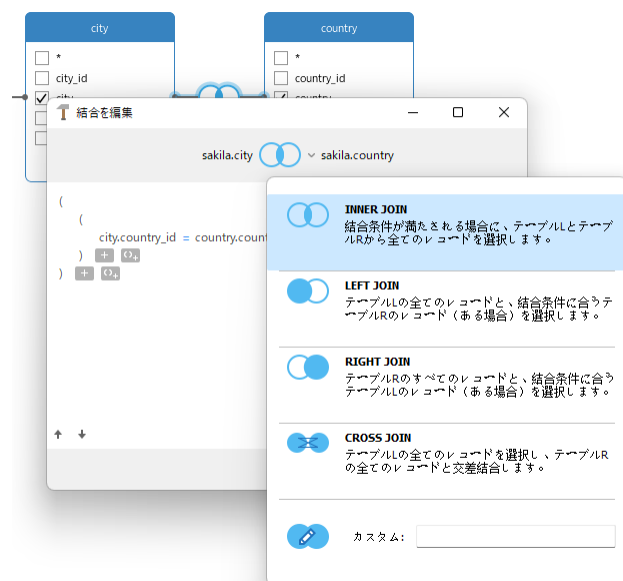 city
country
*
*
city_id
country_id
city
country
結合を編集
sakila.city
sakila.country
(
(
city.country_id = country.coun
)
)
INNER JOIN
結合条件が満たされる場合に、テーブルLとテーブ
ルRから全てのレコードを選択します。
LEFT JOIN
テーブルLの全てのレコードと、結合条件に合う
テーブルRのレコード（ある場合）を選択します。
RIGHT JOIN
テーブルRのすべてのレコードと、結合条件に合う
テーブルLのレコード（ある場合）を選択します。
CROSS JOIN
テーブルLの全てのレコードを選択し、テーブルR
の全てのレコードと交差結合します。
カスタム: